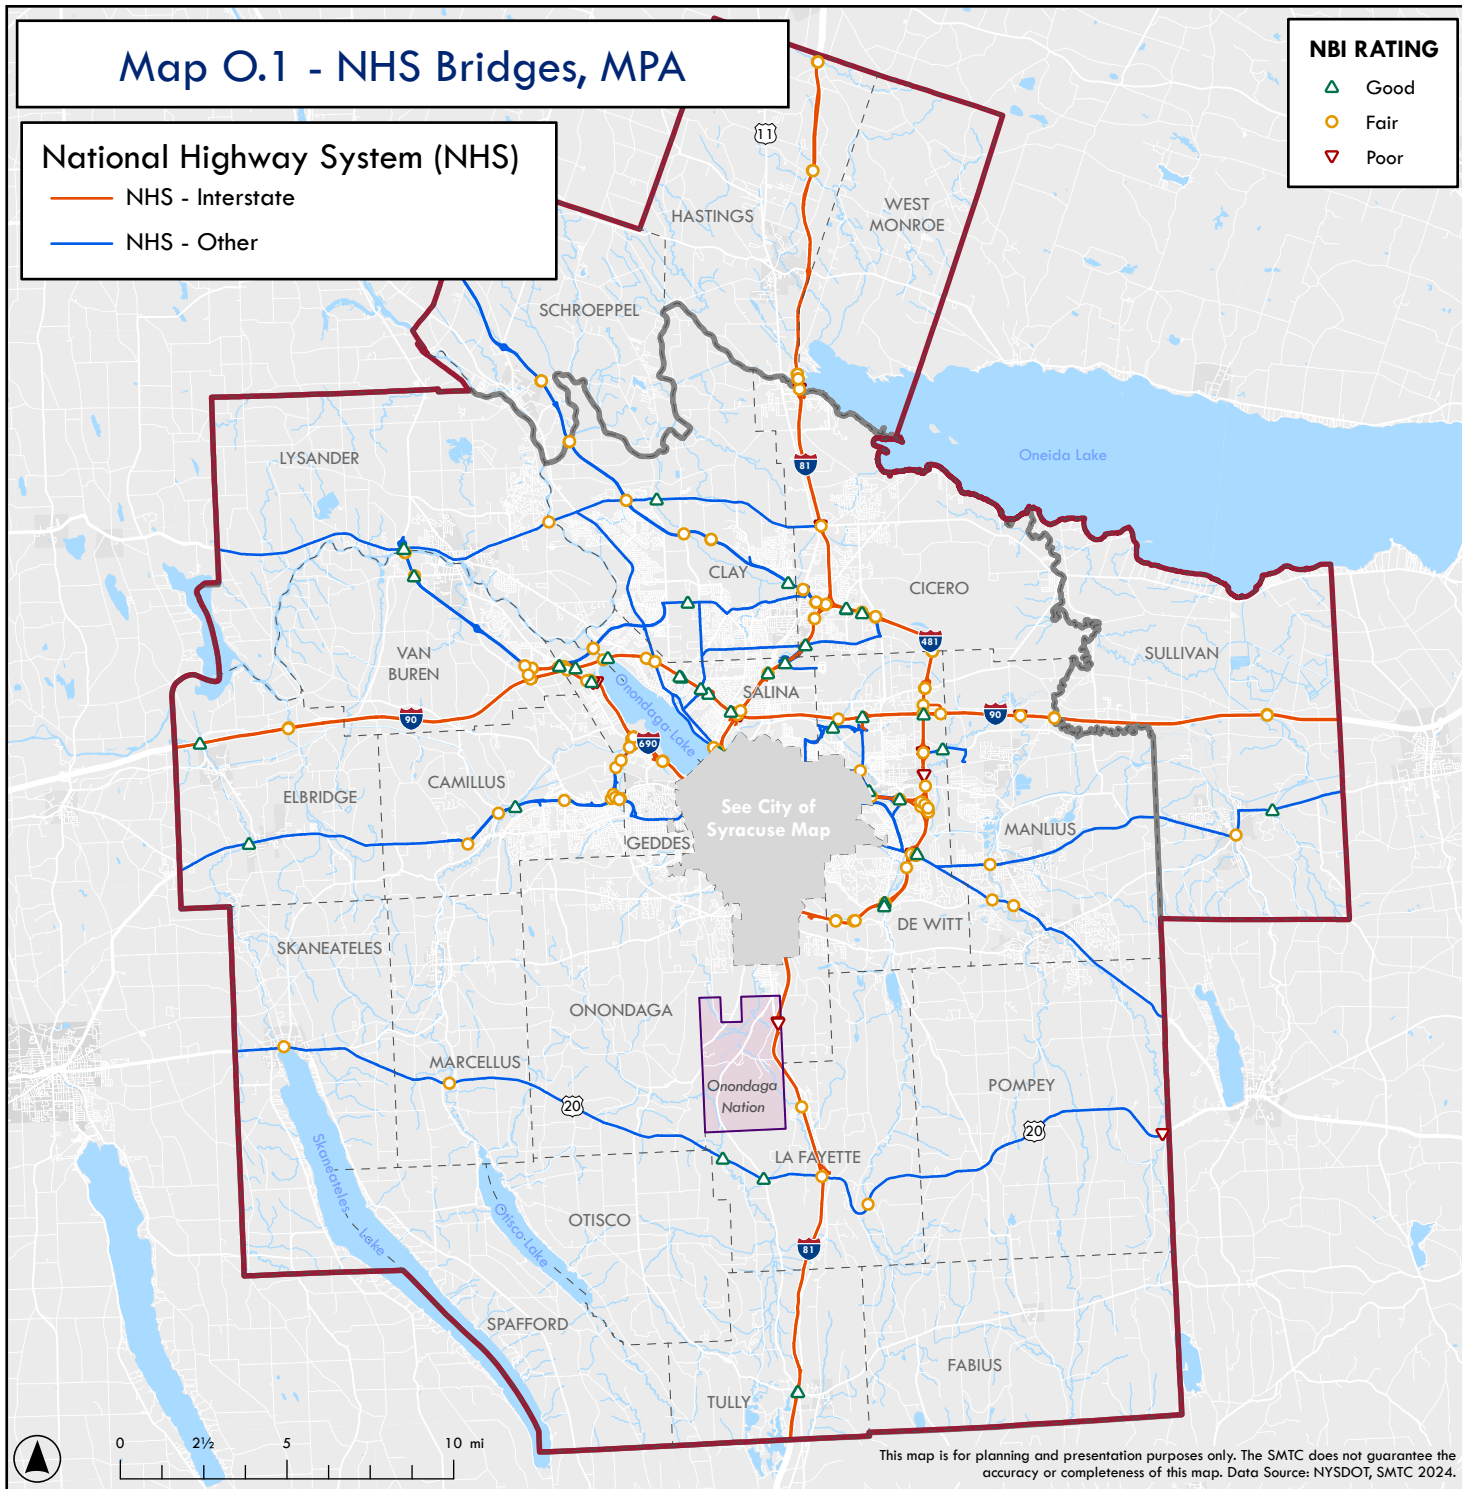 Map O.1 - NHS Bridges, MPA
NBI RATING
Good
Fair
Poor
National Highway System (NHS)
NHS - Interstate
NHS - Other
11
HASTINGS
WEST
MONROE
SCHROEPPEL
LYSANDER
81
Oneida Lake
CLAY
CICERO
481
VAN
BUREN
SULLIVAN
Onondaga Lake
SALINA
90
90
690
CAMILLUS
ELBRIDGE
See City of
Syracuse Map
MANLIUS
GEDDES
DE WITT
SKANEATELES
ONONDAGA
MARCELLUS
Onondaga
Nation
POMPEY
20
20
Skaneateles
Lake
LA FAYETTE
Otisco Lake
OTISCO
81
SPAFFORD
FABIUS
TULLY
0 2½ 5 10 mi
This map is for planning and presentation purposes only. The SMTC does not guarantee the
accuracy or completeness of this map. Data Source: NYSDOT, SMTC 2024.